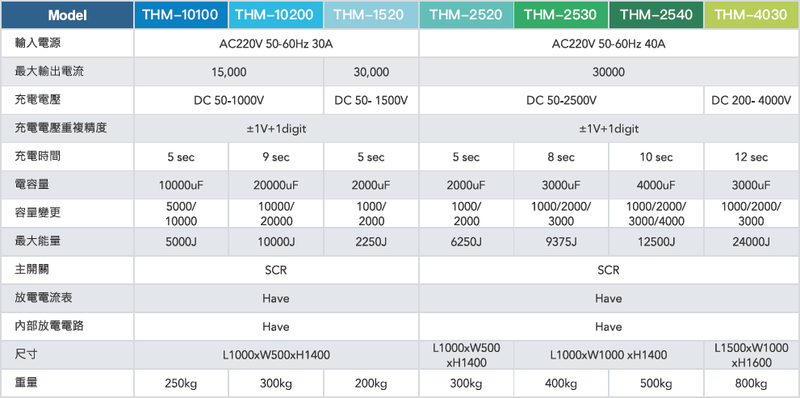 Model THM-10100 THM-10200 THM-1520 THM-2520 THM-2530 THM-2540 THM-4030
輸入電源 AC220V 50-60Hz 30A AC220V 50-60Hz 40A
最大輸出電流 15,000 30,000 30000
充電電壓 DC 50-1000V DC 50- 1500V DC 50-2500V DC 200- 4000V
充電電壓重複精度 ±1V+1digit ±1V+1digit
充電時間 5 sec 9 sec 5 sec 5 sec 8 sec 10 sec 12 sec
電容量 10000uF 20000uF 2000uF 2000uF 3000uF 4000uF 3000uF
容量變更 5000/ 10000/ 1000/ 1000/ 1000/2000/ 1000/2000/ 1000/2000/
10000 20000 2000 2000 3000 3000/4000 3000
最大能量 5000J 10000J 2250J 6250J 9375J 12500J 24000J
主開關 SCR SCR
放電電流表 Have Have
內部放電電路 Have Have
尺寸 L1000xW500xH1400 L1000xW500 L1000xW1000 xH1400 L1500xW1000
xH1400 xH1600
重量 250kg 300kg 200kg 300kg 400kg 500kg 800kg